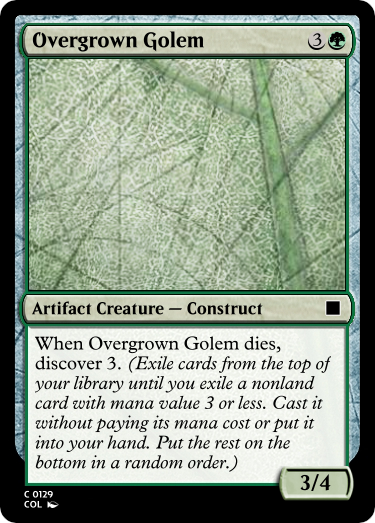 Overgrown Golem 3
Artifact Creature — Construct
When Overgrown Golem dies,
discover 3. (Exile cards from the top of
your library until you exile a nonland
card with mana value 3 or less. Cast it
without paying its mana cost or put it
into your hand. Put the rest on the
bottom in a random order.)
3/4
C 0129
COL